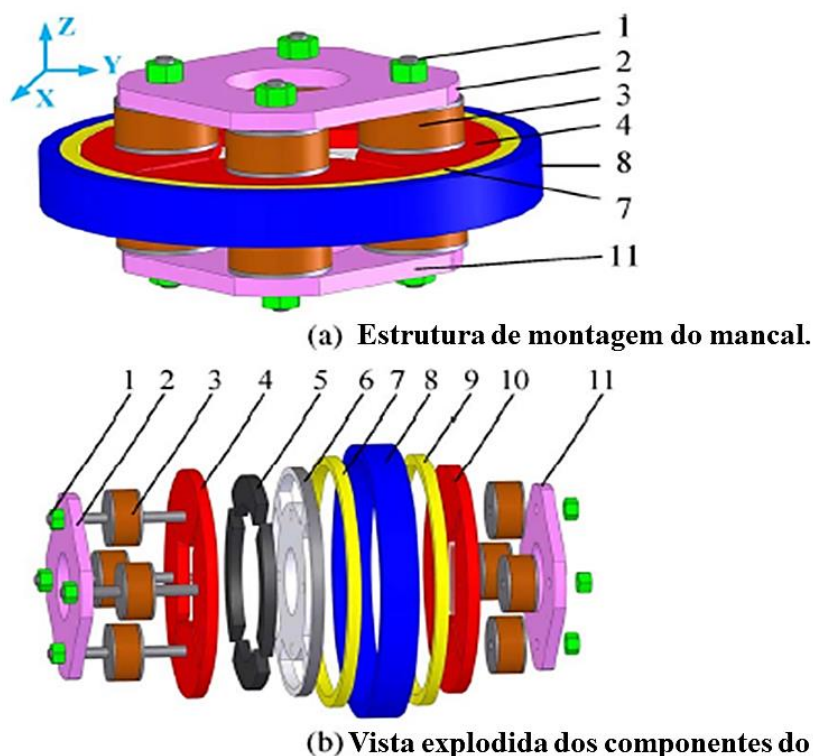 Z
Y
X
1
2
3
4
8
7
11
(a) Estrutura de montagem do mancal.
1 2 3 4 5 6 7 8 9 10 11
(b) Vista explodida dos componentes do